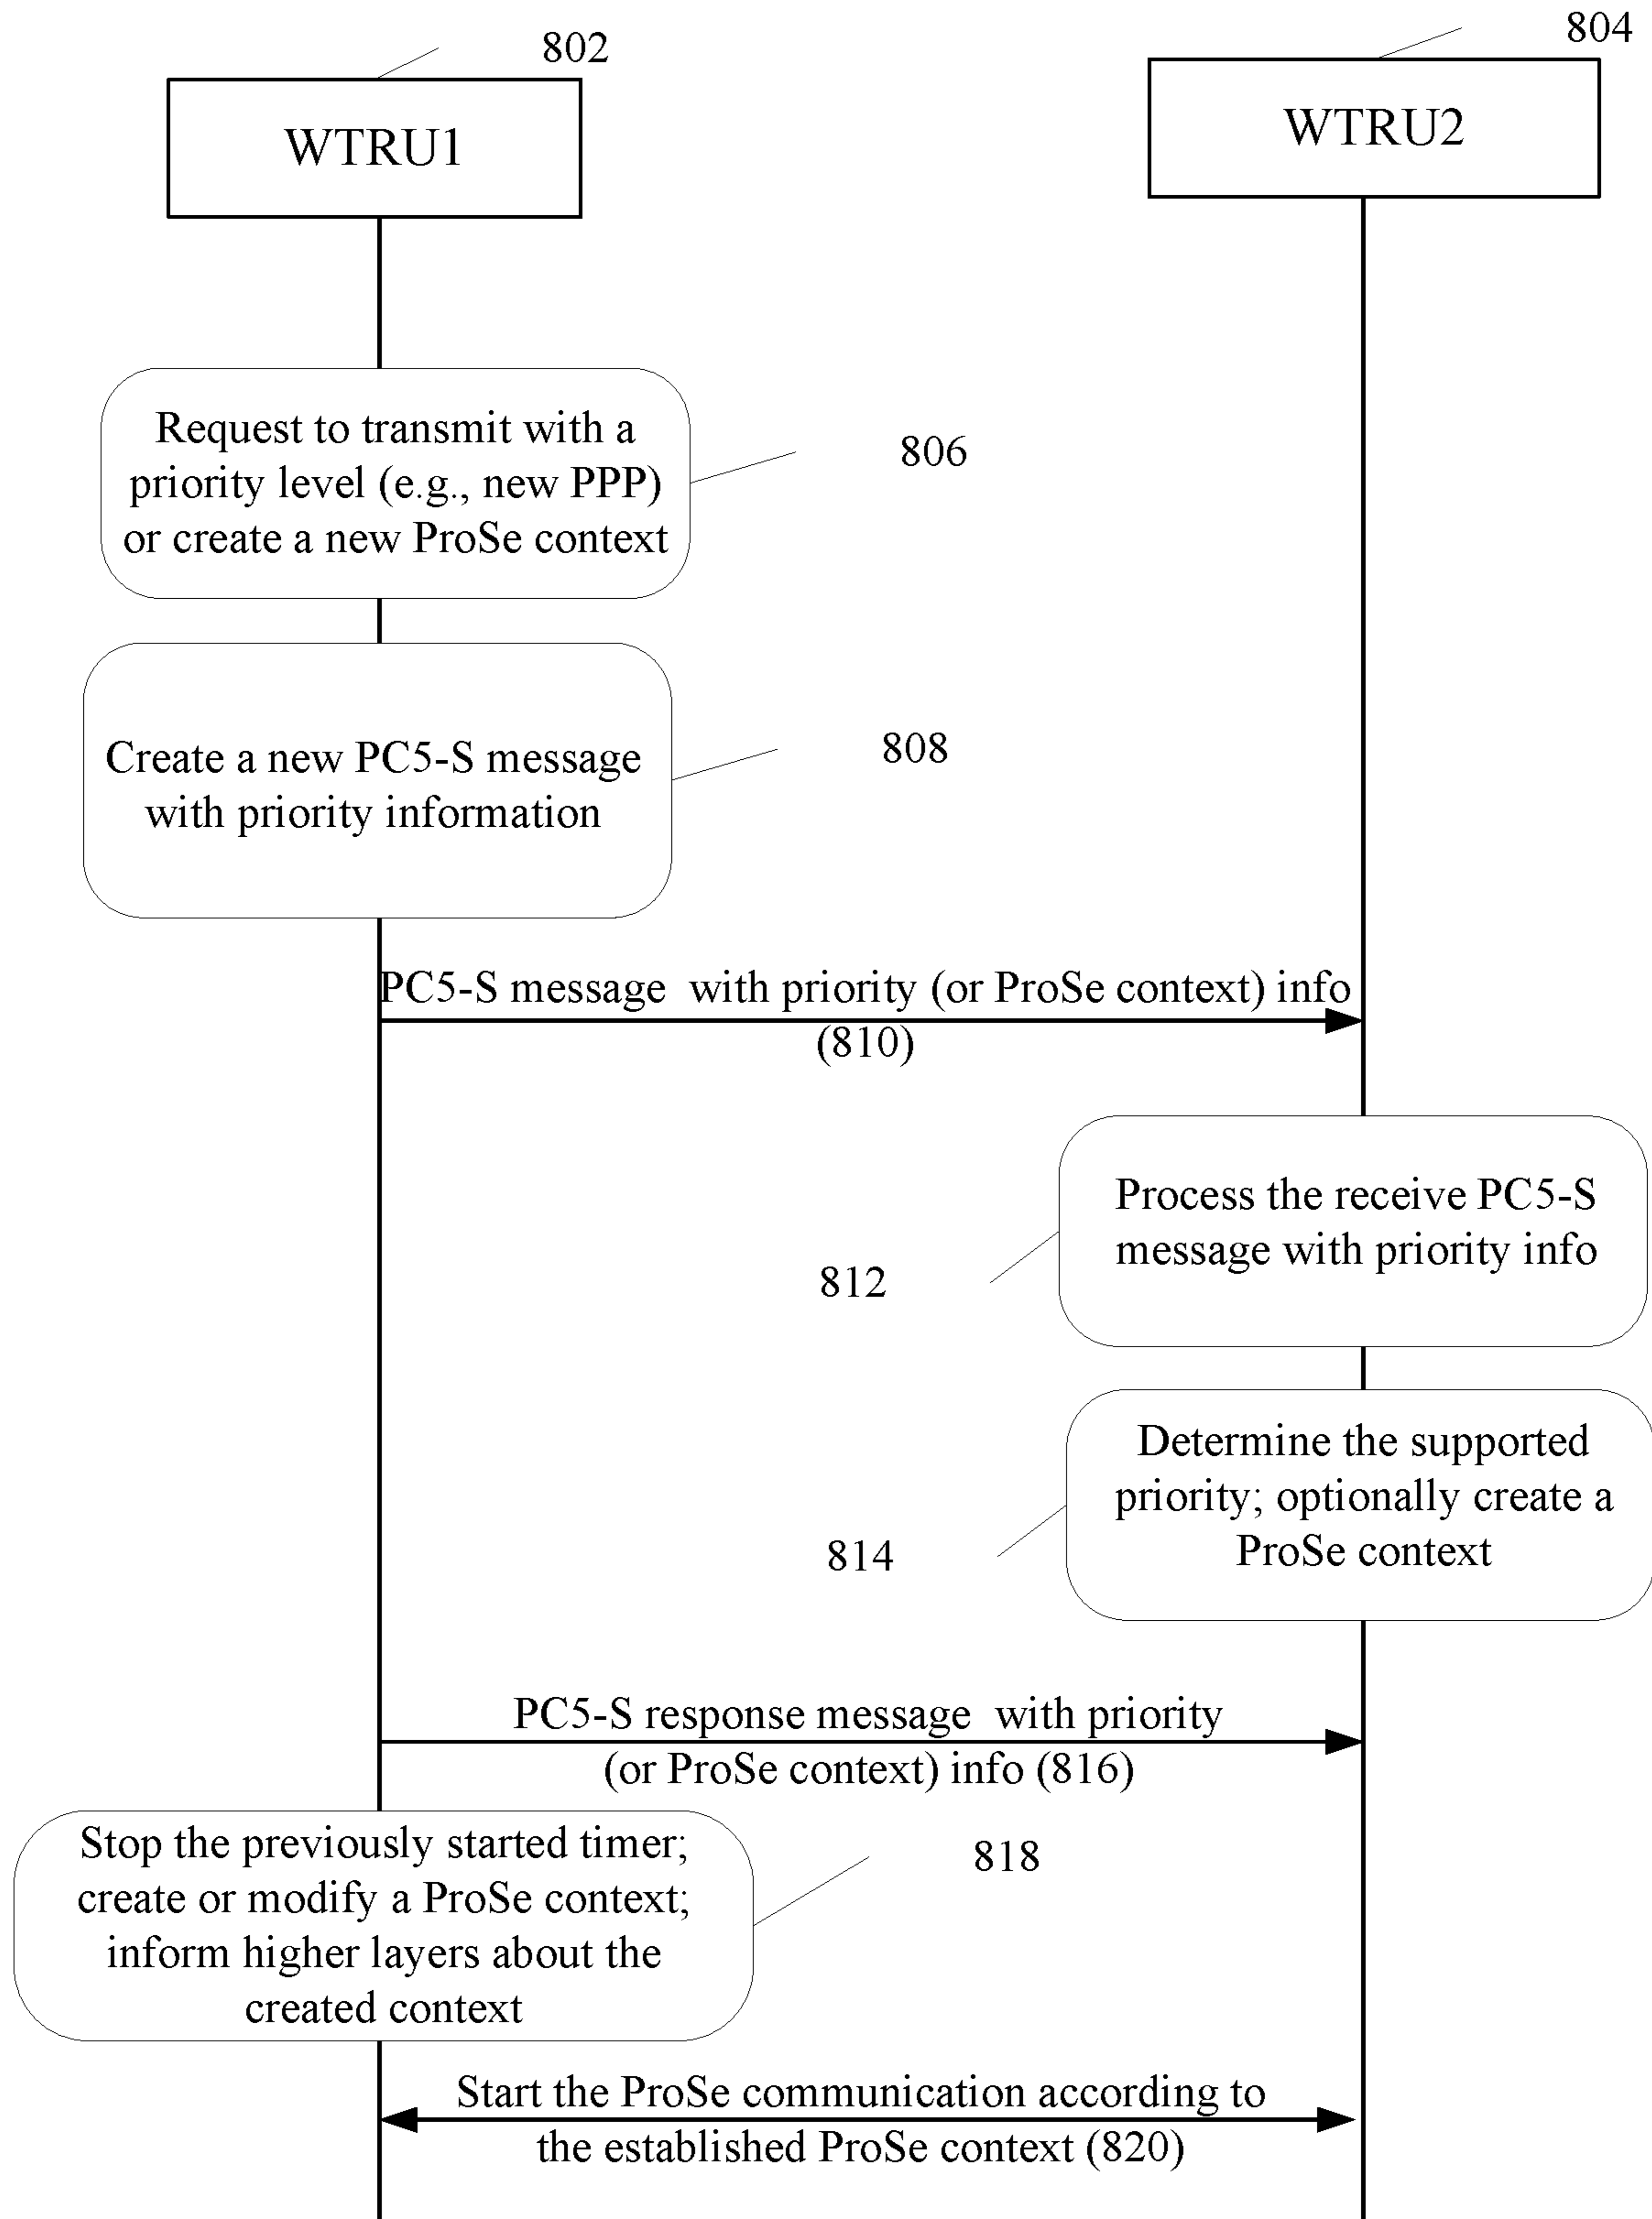 802
804
WTRU1
WTRU2
Request to transmit with a
priority level (e.g., new PPP)
or create a new ProSe context
806
Create a new PC5-S message
with priority information
808
PC5-S message with priority (or ProSe context) info
(810)
Process the receive PC5-S
message with priority info
812
Determine the supported
priority; optionally create a
ProSe context
814
PC5-S response message with priority
(or ProSe context) info (816)
Stop the previously started timer;
create or modify a ProSe context;
inform higher layers about the
created context
818
Start the ProSe communication according to
the established ProSe context (820)